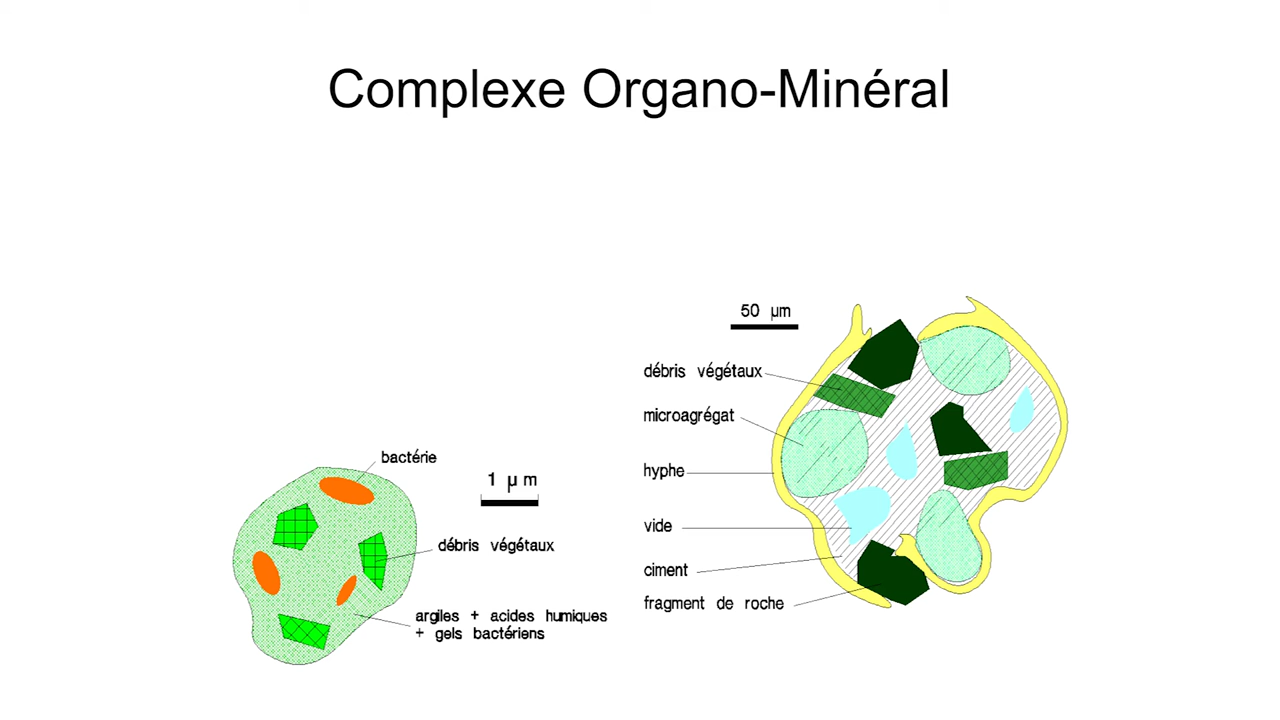 Complexe Organo-Minéral
bactérie
1 µm
débris végétaux
argiles + acides humiques
+ gels bactériens
50 µm
débris végétaux
microagrégat
hyphe
vide
ciment
fragment de roche